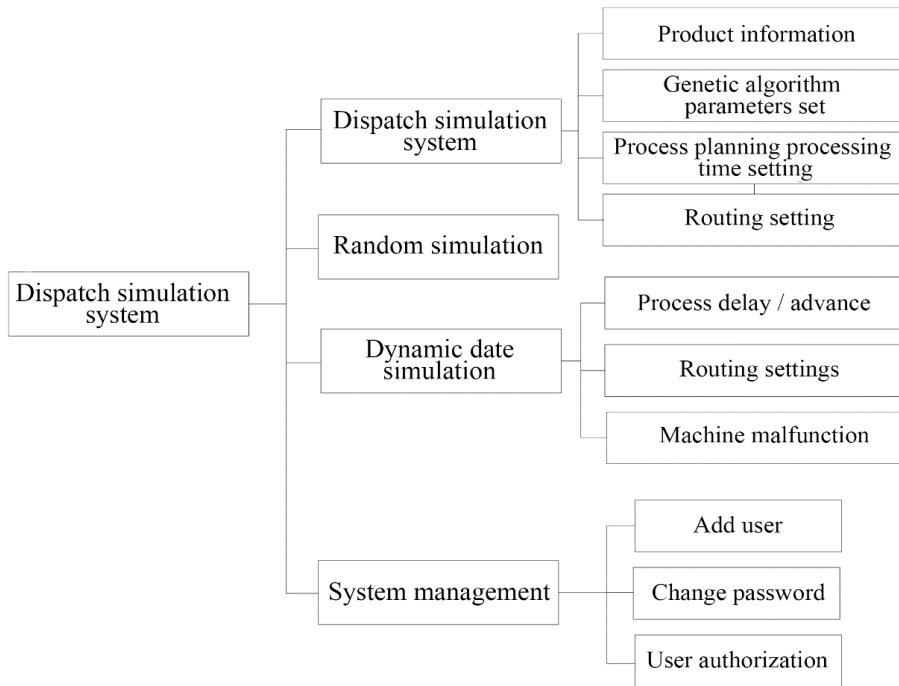 Dispatch simulation
system
Dispatch simulation
system
Product information
Genetic algorithm
parameters set
Process planning processing
time setting
Routing setting
Random simulation
Dynamic date
simulation
Process delay / advance
Routing settings
Machine malfunction
System management
Add user
Change password
User authorization